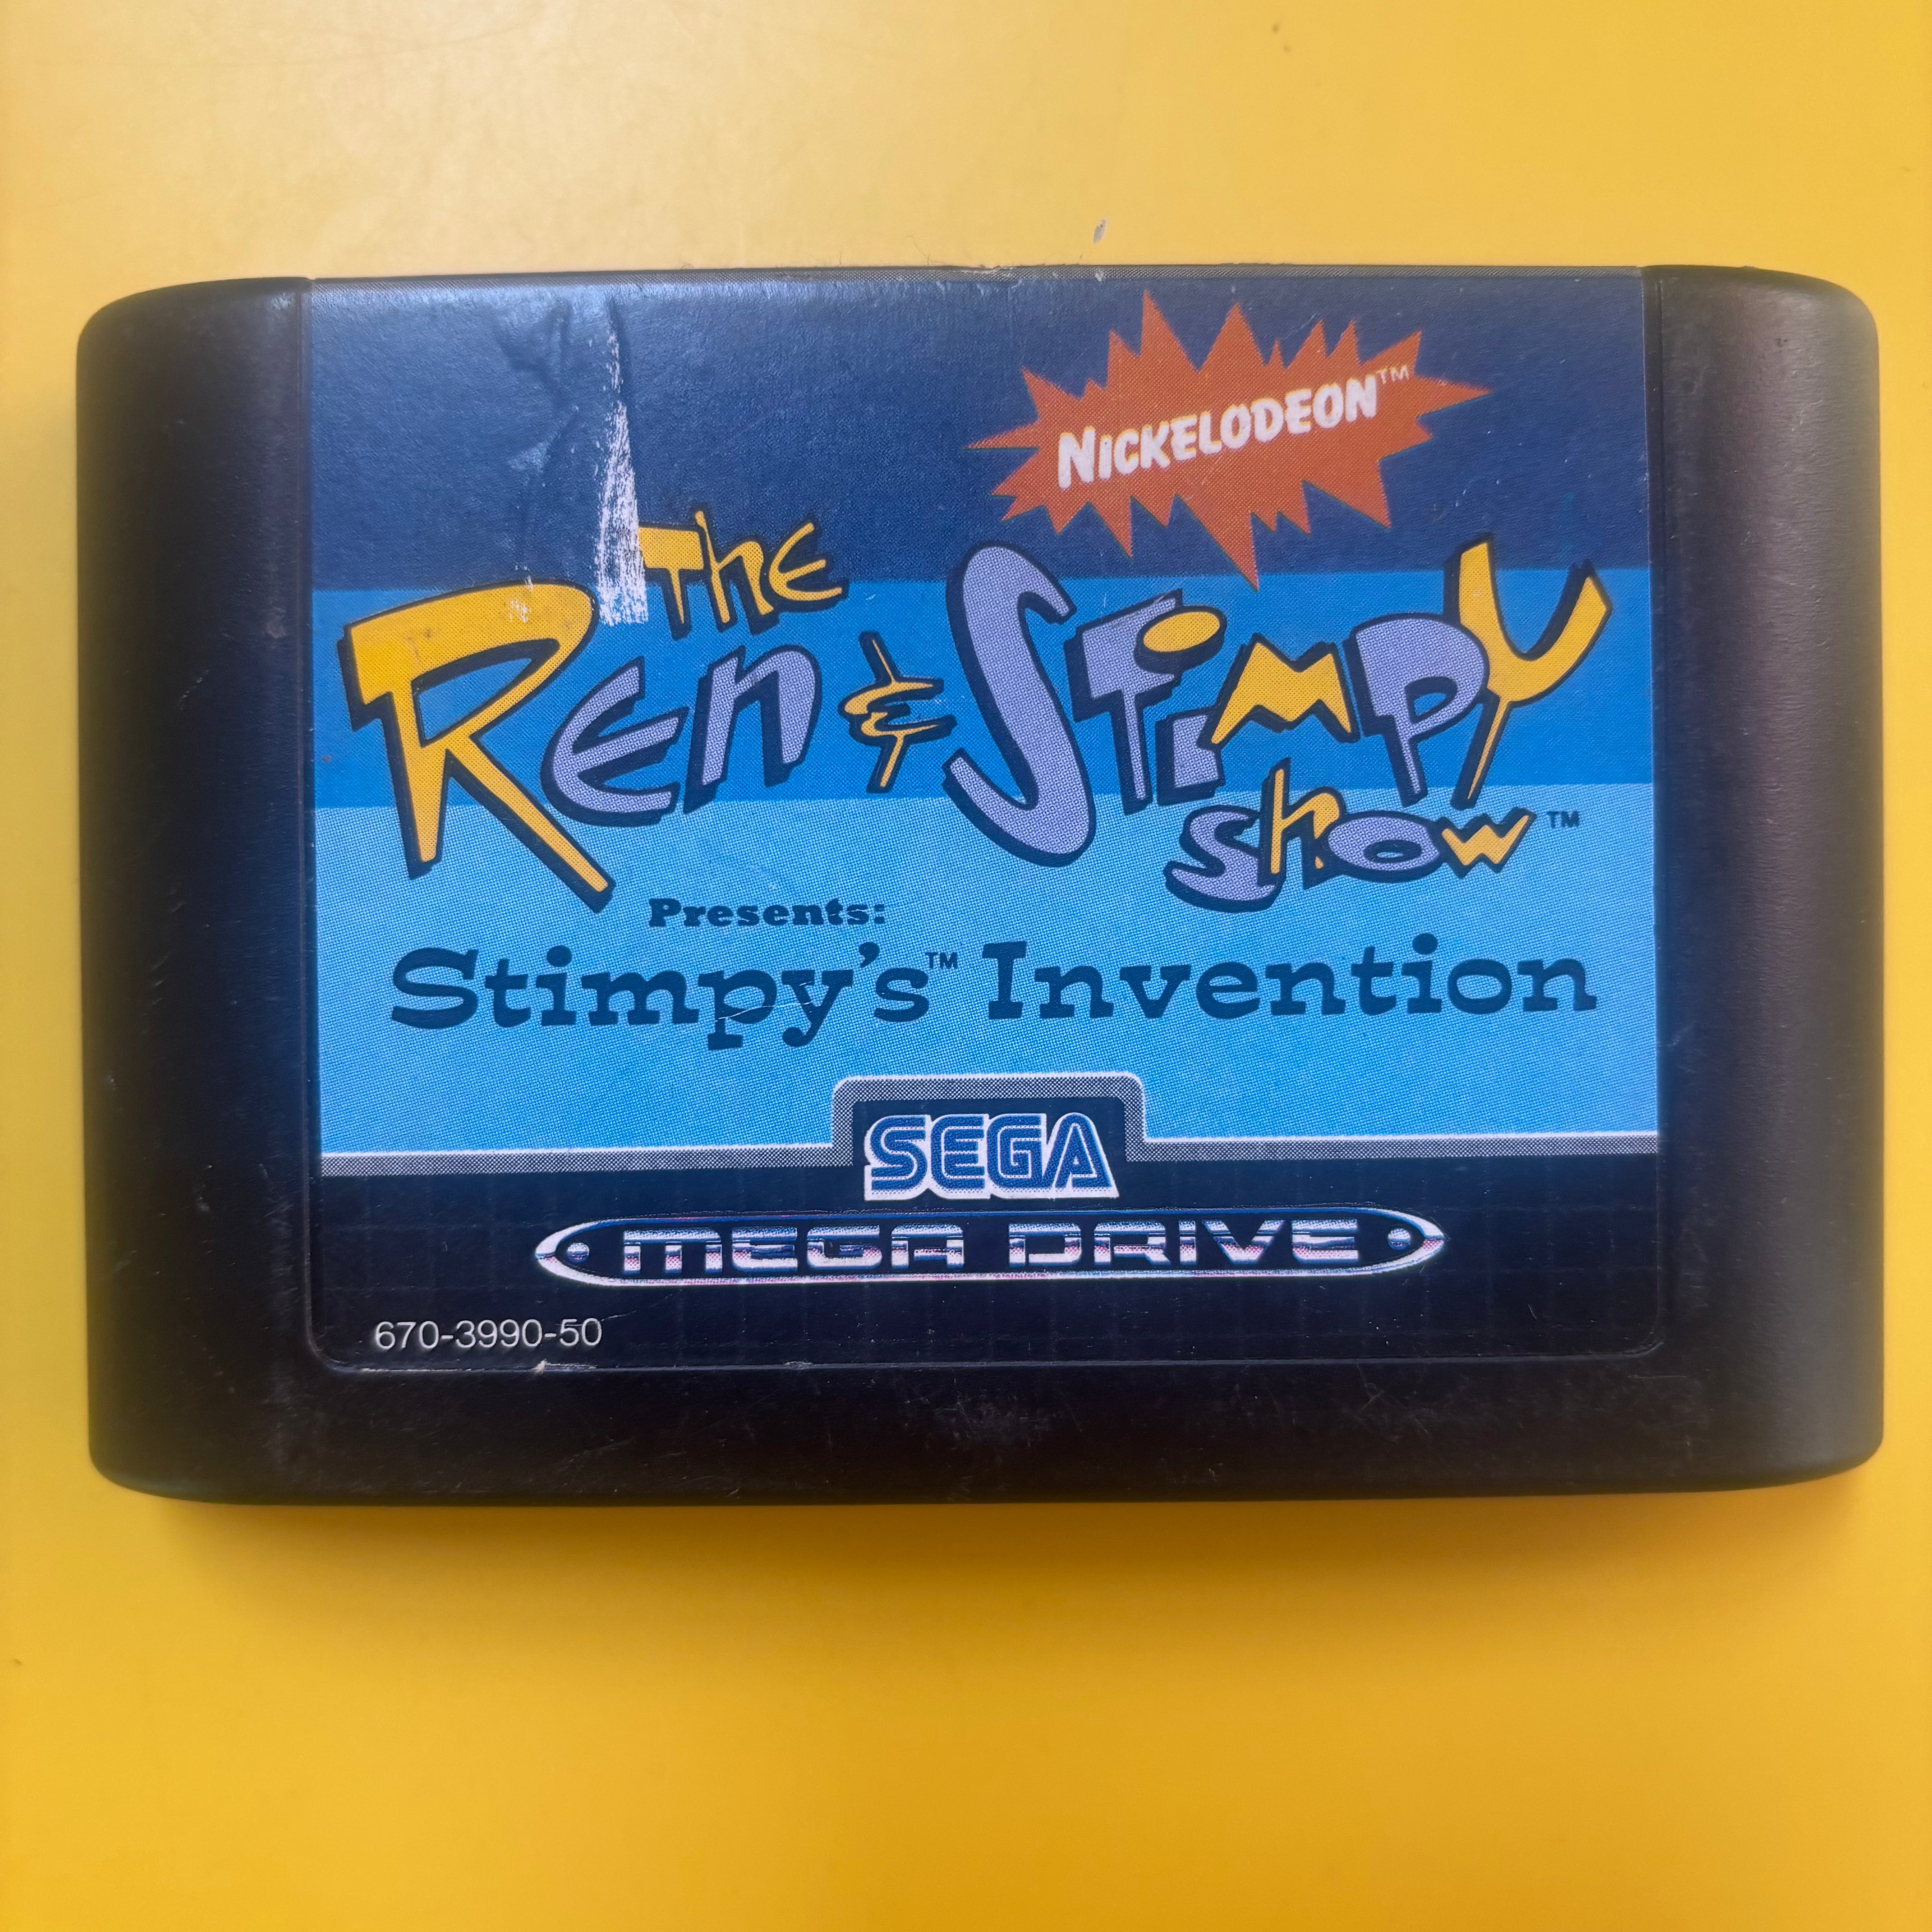 NICKELODEON™
The
Ren & Stimpy
Show™
Presents:
Stimpy's™ Invention
SEGA
MEGA DRIVE
670-3990-50